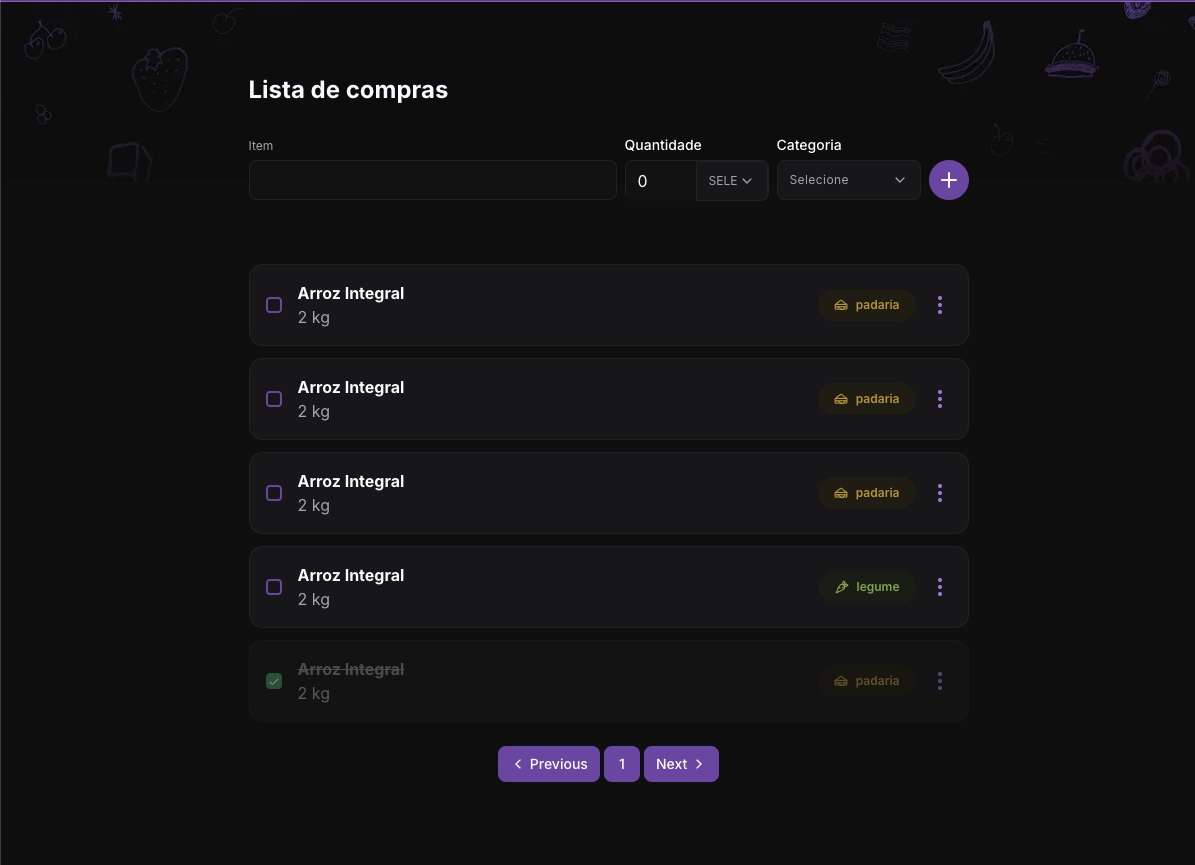 Lista de compras
Item
Quantidade
Categoria
0
SELE
Selecione
Arroz Integral
2 kg
padaria
Arroz Integral
2 kg
padaria
Arroz Integral
2 kg
padaria
Arroz Integral
2 kg
legume
Arroz Integral
2 kg
padaria
Previous
1
Next